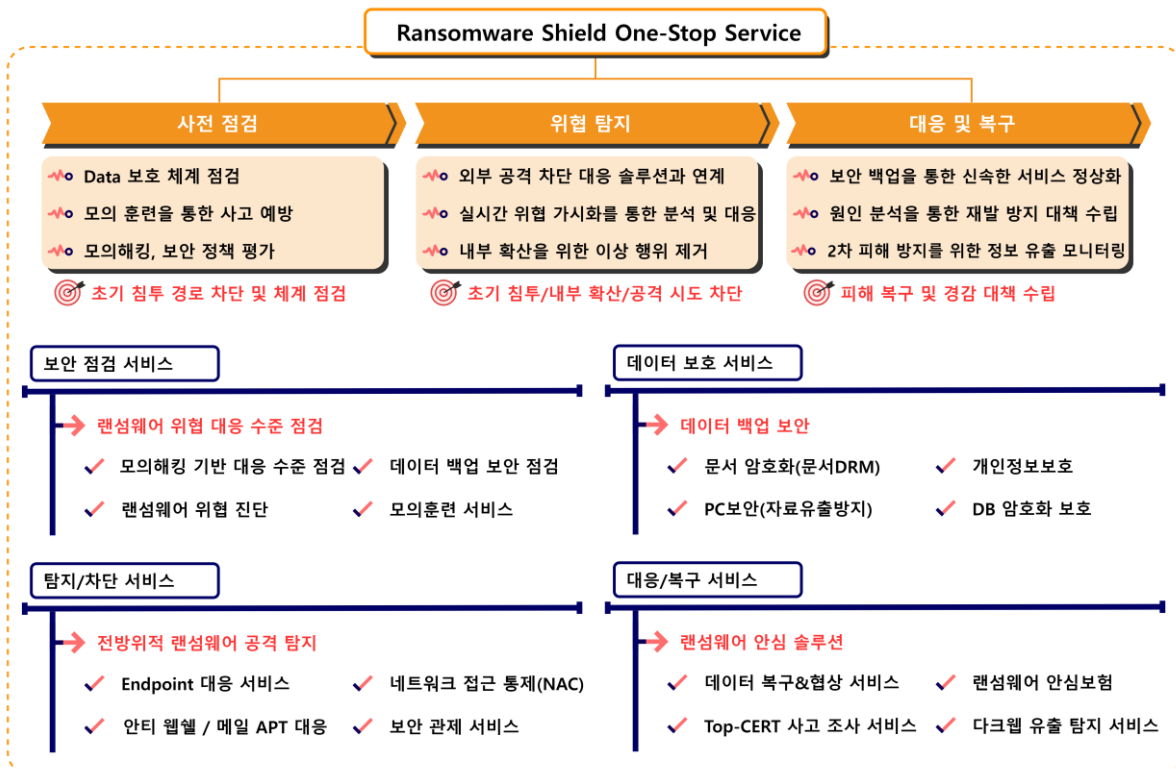 Ransomware Shield One-Stop Service
사전 점검
Data 보호 체계 점검
모의 훈련을 통한 사고 예방
모의해킹, 보안 정책 평가
초기 침투 경로 차단 및 체계 점검
위협 탐지
외부 공격 차단 대응 솔루션과 연계
실시간 위협 가시화를 통한 분석 및 대응
내부 확산을 위한 이상 행위 제거
초기 침투/내부 확산/공격 시도 차단
대응 및 복구
보안 백업을 통한 신속한 서비스 정상화
원인 분석을 통한 재발 방지 대책 수립
2차 피해 방지를 위한 정보 유출 모니터링
피해 복구 및 경감 대책 수립
보안 점검 서비스
랜섬웨어 위협 대응 수준 점검
모의해킹 기반 대응 수준 점검
데이터 백업 보안 점검
랜섬웨어 위협 진단
모의훈련 서비스
데이터 보호 서비스
데이터 백업 보안
문서 암호화(문서DRM)
개인정보보호
PC보안(자료유출방지)
DB 암호화 보호
탐지/차단 서비스
전방위적 랜섬웨어 공격 탐지
Endpoint 대응 서비스
네트워크 접근 통제(NAC)
안티 웹쉘 / 메일 APT 대응
보안 관제 서비스
대응/복구 서비스
랜섬웨어 안심 솔루션
데이터 복구&협상 서비스
랜섬웨어 안심보험
Top-CERT 사고 조사 서비스
다크웹 유출 탐지 서비스